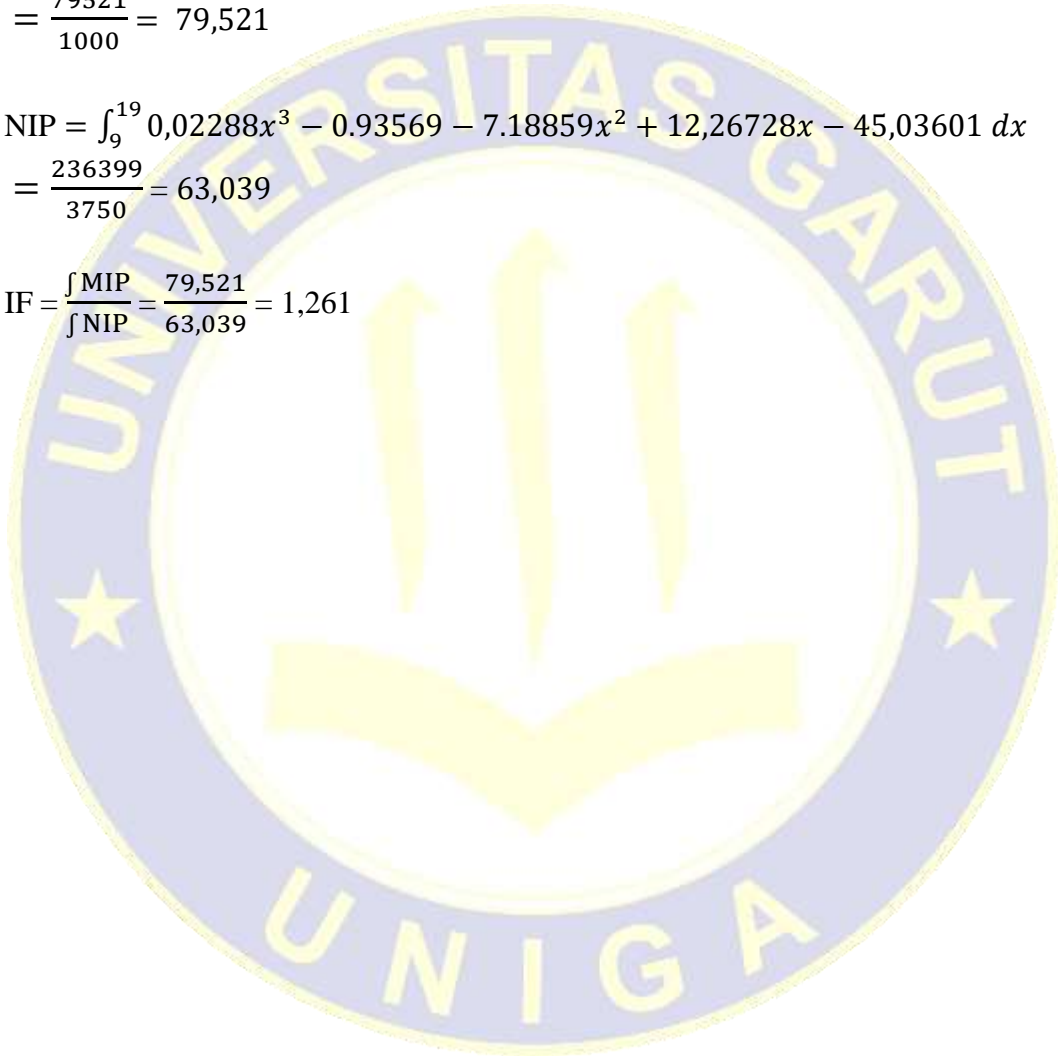 = 79521/1000 = 79,521
NIP = ∫₉¹⁹ 0,02288x³ − 0.93569 − 7.18859x² + 12,26728x − 45,03601 dx
= 236399/3750 = 63,039
IF = ∫ MIP/∫ NIP = 79,521/63,039 = 1,261
UNIVERSITAS GARUT
UNIGA